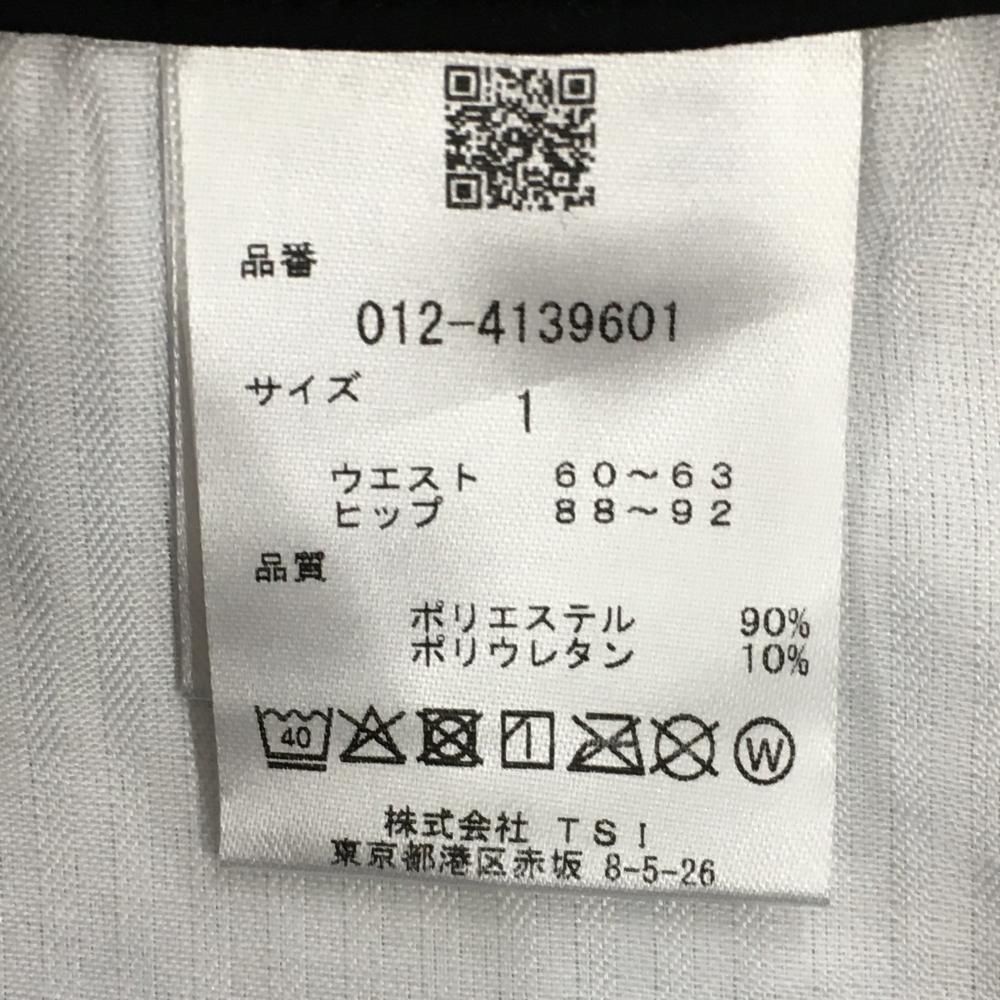 品番
012-4139601
サイズ
1
ウエスト 60～63
ヒップ 88～92
品質
ポリエステル 90%
ポリウレタン 10%
40
W
株式会社 TSI
東京都港区赤坂 8-5-26